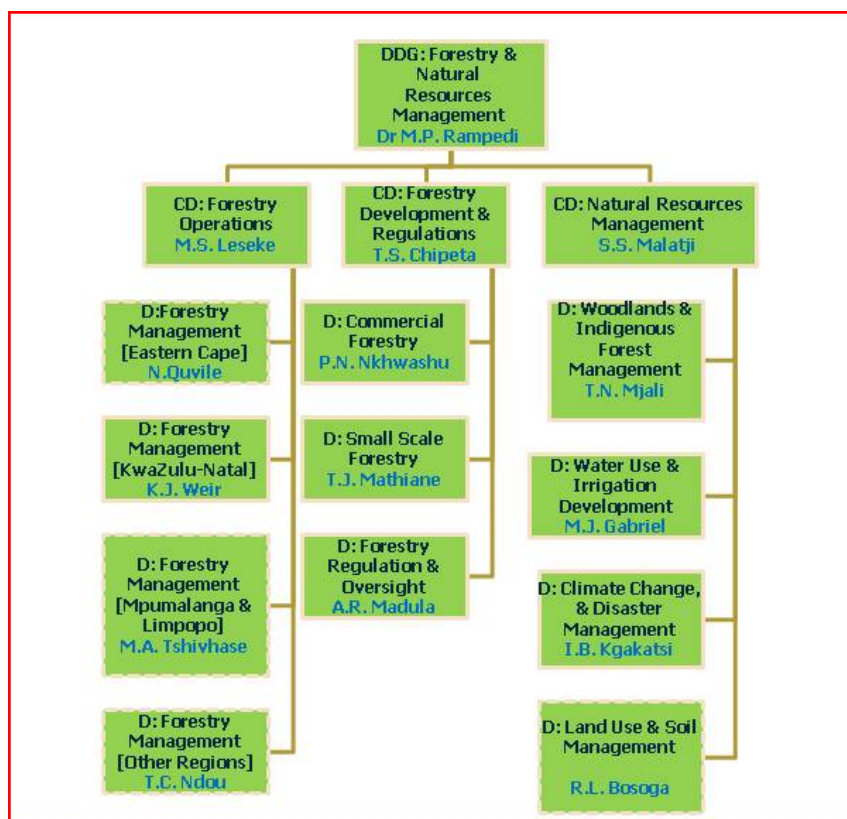 DDG: Forestry &
Natural
Resources
Management
Dr M.P. Rampedi
CD: Forestry
Operations
M.S. Leseke
CD: Forestry
Development &
Regulations
T.S. Chipeta
CD: Natural Resources
Management
S.S. Malatji
D:Forestry
Management
[Eastern Cape]
N.Quvile
D: Forestry
Management
[KwaZulu-Natal]
K.J. Weir
D: Forestry
Management
[Mpumalanga &
Limpopo]
M.A. Tshivhase
D: Forestry
Management
[Other Regions]
T.C. Ndou
D: Commercial
Forestry
P.N. Nkhwashu
D: Small Scale
Forestry
T.J. Mathiane
D: Forestry
Regulation &
Oversight
A.R. Madula
D: Woodlands &
Indigenous
Forest
Management
T.N. Mjali
D: Water Use &
Irrigation
Development
M.J. Gabriel
D: Climate Change,
& Disaster
Management
I.B. Kgakatsi
D: Land Use & Soil
Management
R.L. Bosoga